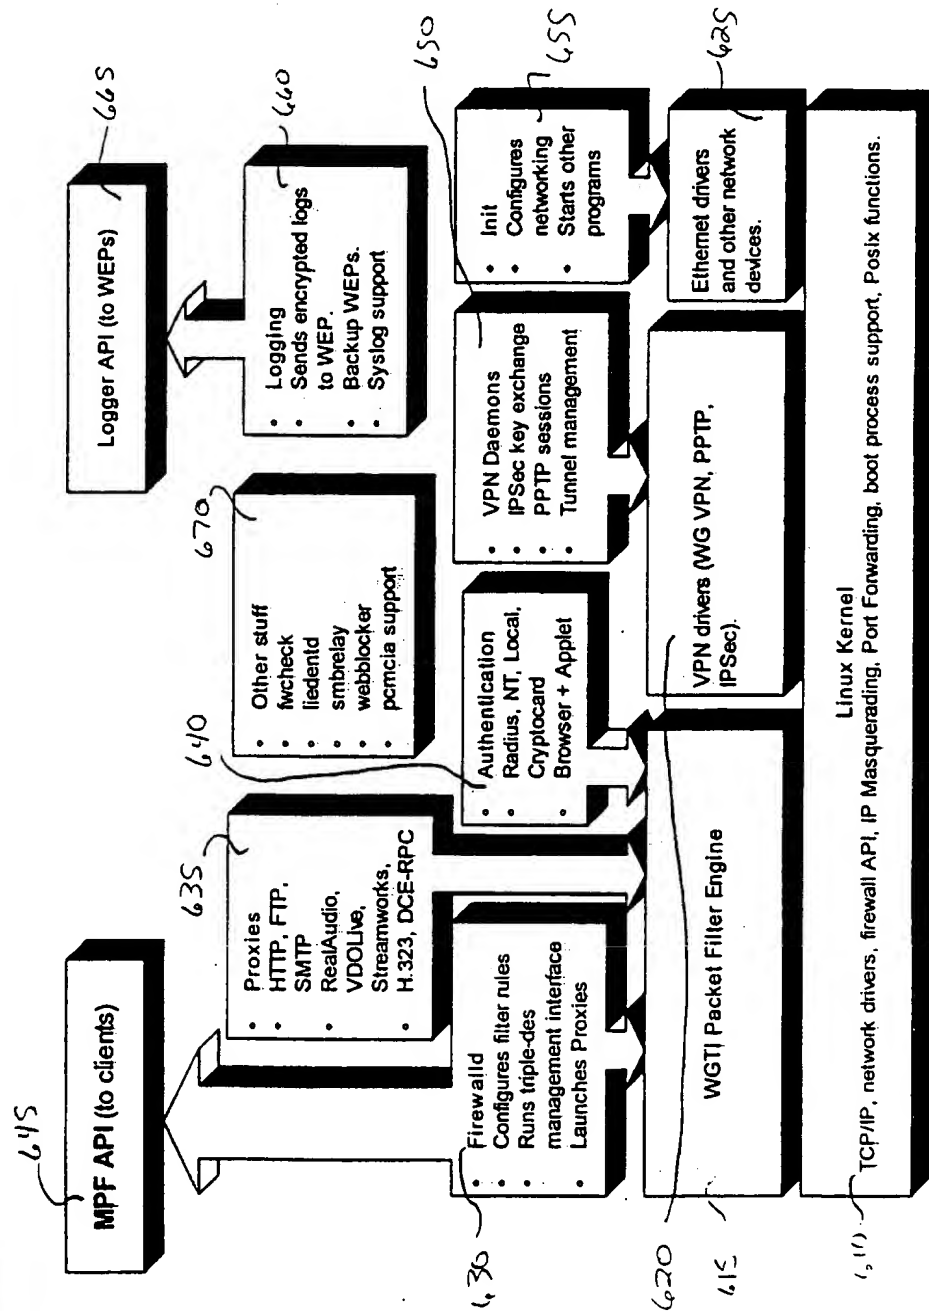 645
MPF API (to clients)
665
Logger API (to WEPs)
635
• Proxies
• HTTP, FTP,
SMTP
• RealAudio,
VDOLive,
Streamworks,
• H.323, DCE-RPC
670
• Other stuff
• fwcheck
• liedentd
• smbrelay
• webblocker
• pcmcia support
660
• Logging
• Sends encrypted logs
to WEP.
• Backup WEPs.
• Syslog support
630
• Firewalld
• Configures filter rules
• Runs triple-des
management interface
• Launches Proxies
640
• Authentication
• Radius, NT, Local,
Cryptocard
• Browser + Applet
650
• VPN Daemons
• IPSec key exchange
• PPTP sessions
• Tunnel management
655
• Init
• Configures
networking
• Starts other
programs
615
WGTI Packet Filter Engine
620
VPN drivers (WG VPN, PPTP,
IPSec).
625
Ethernet drivers
and other network
devices.
Linux Kernel
TCP/IP, network drivers, firewall API, IP Masquerading, Port Forwarding, boot process support, Posix functions.